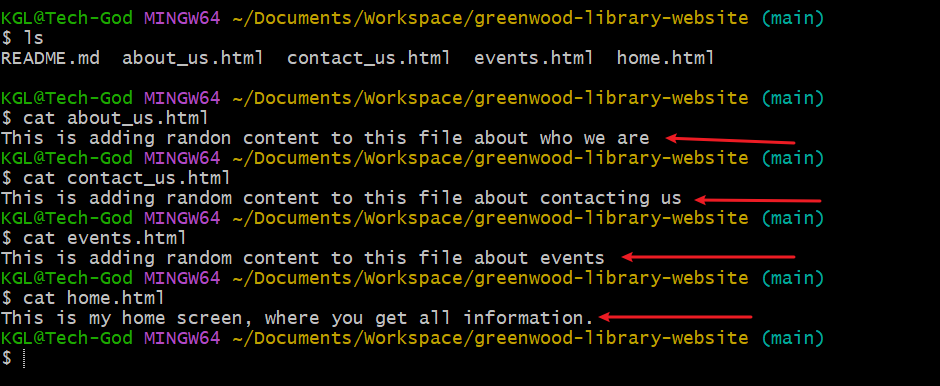 KGL@Tech-God MINGW64 ~/Documents/Workspace/greenwood-library-website (main)
$ ls
README.md  about_us.html  contact_us.html  events.html  home.html

KGL@Tech-God MINGW64 ~/Documents/Workspace/greenwood-library-website (main)
$ cat about_us.html
This is adding randon content to this file about who we are
KGL@Tech-God MINGW64 ~/Documents/Workspace/greenwood-library-website (main)
$ cat contact_us.html
This is adding random content to this file about contacting us
KGL@Tech-God MINGW64 ~/Documents/Workspace/greenwood-library-website (main)
$ cat events.html
This is adding random content to this file about events
KGL@Tech-God MINGW64 ~/Documents/Workspace/greenwood-library-website (main)
$ cat home.html
This is my home screen, where you get all information.
KGL@Tech-God MINGW64 ~/Documents/Workspace/greenwood-library-website (main)
$